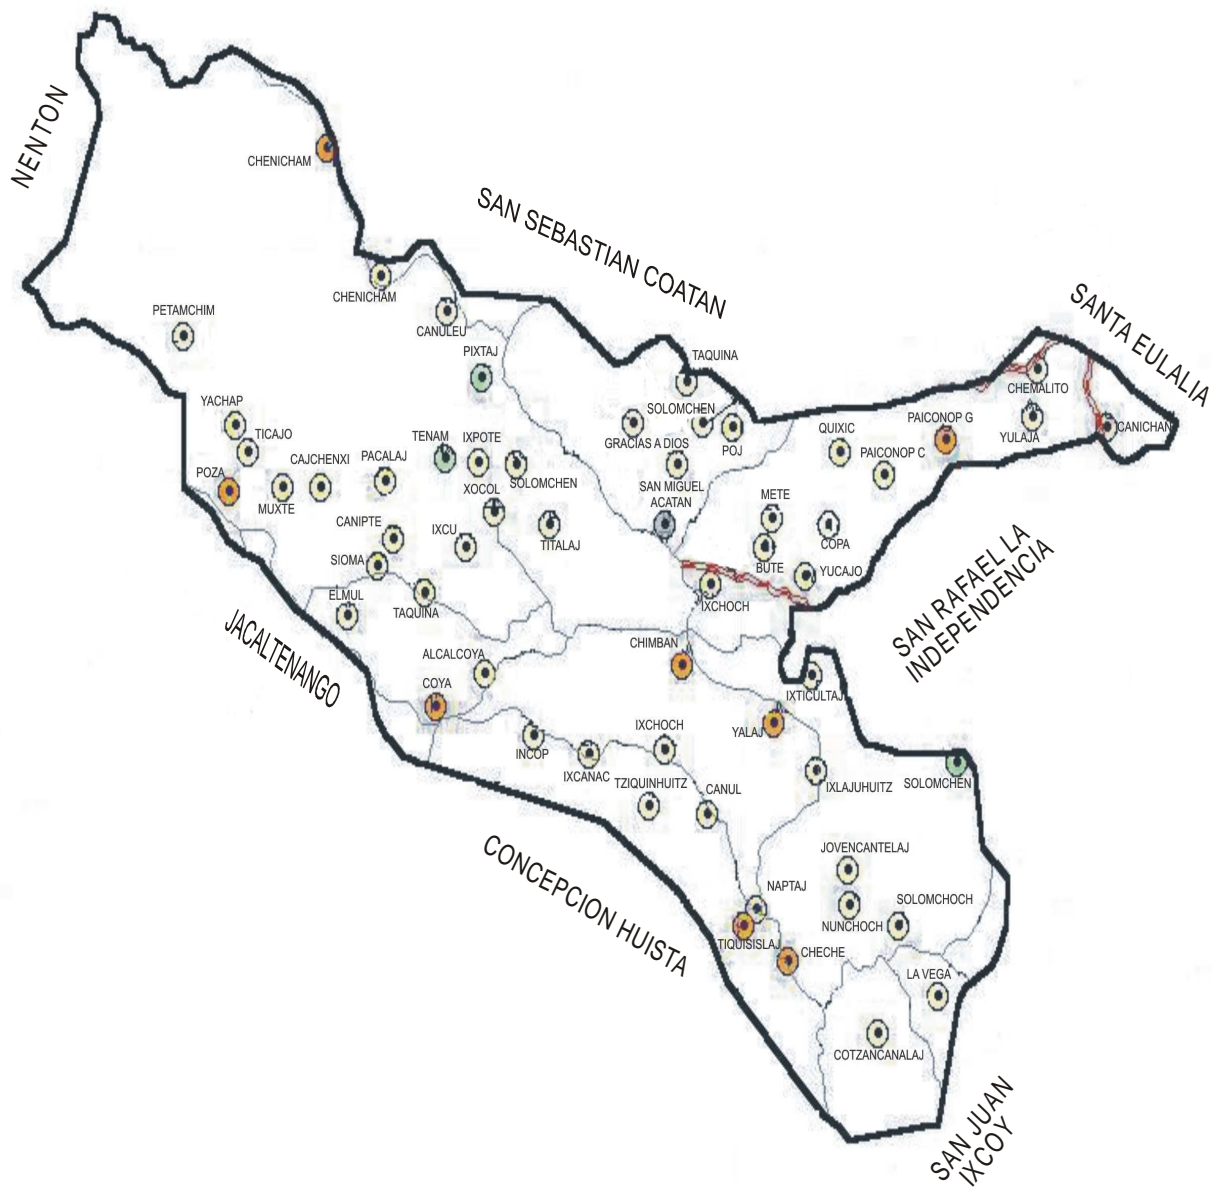 NENTON
CHENICHAM
SAN SEBASTIAN COATAN
SANTA EULALIA
CHENICHAM
PETAMCHIM
CANULEU
PIXTAJ
TAQUINA
CHEMALITO
YACHAP
SOLOMCHEN
PAICONOP G
TICAJO
TENAM
IXPOTE
GRACIAS A DIOS
POJ
QUIXIC
YULAJA
CANICHAN
POZA
CAJCHENXI
PACALAJ
SOLOMCHEN
PAICONOP C
MUXTE
XOCOL
SAN MIGUEL
ACATAN
METE
CANIPTE
IXCU
TITALAJ
COPA
SIOMA
BUTE
YUCAJO
ELMUL
TAQUINA
IXCHOCH
SAN RAFAEL LA
INDEPENDENCIA
JACALTENANGO
ALCALCOYA
CHIMBAN
COYA
IXTICULTAJ
INCOP
IXCHOCH
YALAJ
IXCANAC
TZIQUINHUITZ
CANUL
IXLAJUHUITZ
SOLOMCHEN
CONCEPCION HUISTA
JOVENCANTELAJ
NAPTAJ
SOLOMCHOCH
NUNCHOCH
TIQUISISLAJ
CHECHE
LA VEGA
COTZANCANALAJ
SAN JUAN
IXCOY